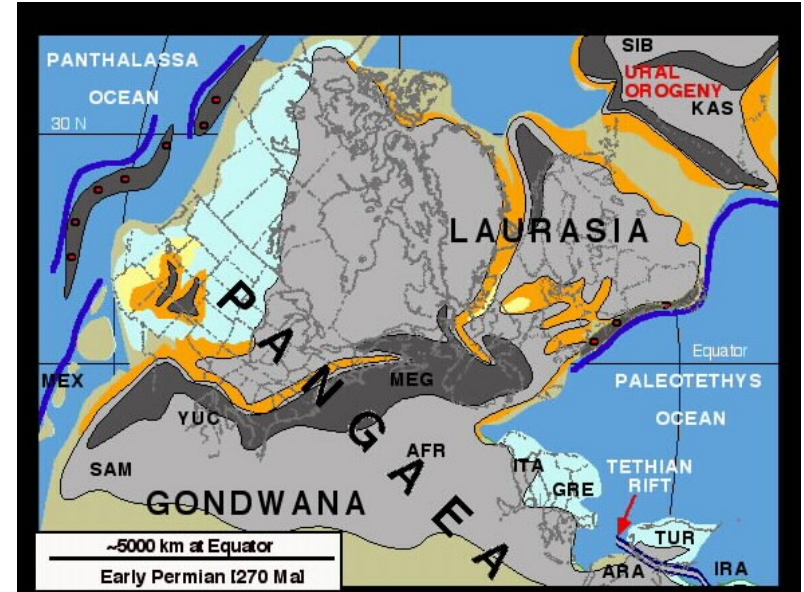 PANTHALASSA
OCEAN
SIB
URAL
OROGENY
KAS
30 N
LAURASIA
PANGAEA
Equator
MEX
MEG
PALEOTETHYS
OCEAN
YUC
AFR
SAM
ITA
GRE
TETHIAN
RIFT
GONDWANA
TUR
ARA
IRA
~5000 km at Equator
Early Permian [270 Ma]